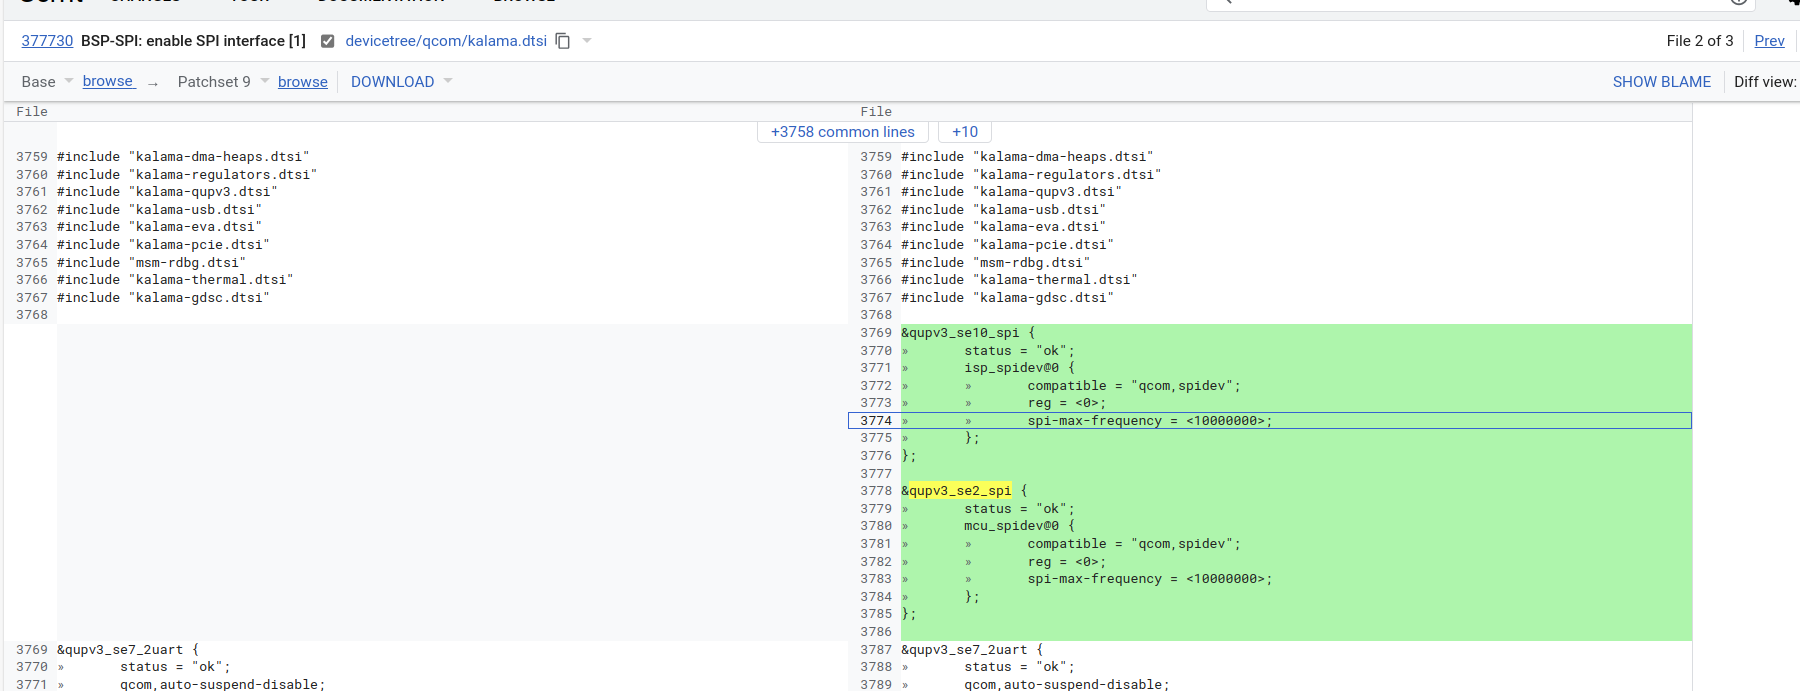 377730 BSP-SPI: enable SPI interface [1] devicetree/qcom/kalama.dtsi File 2 of 3 Prev
Base browse → Patchset 9 browse DOWNLOAD SHOW BLAME Diff view:
File File
+3758 common lines +10
3759 #include "kalama-dma-heaps.dtsi" 3759 #include "kalama-dma-heaps.dtsi"
3760 #include "kalama-regulators.dtsi" 3760 #include "kalama-regulators.dtsi"
3761 #include "kalama-qupv3.dtsi" 3761 #include "kalama-qupv3.dtsi"
3762 #include "kalama-usb.dtsi" 3762 #include "kalama-usb.dtsi"
3763 #include "kalama-eva.dtsi" 3763 #include "kalama-eva.dtsi"
3764 #include "kalama-pcie.dtsi" 3764 #include "kalama-pcie.dtsi"
3765 #include "msm-rdbg.dtsi" 3765 #include "msm-rdbg.dtsi"
3766 #include "kalama-thermal.dtsi" 3766 #include "kalama-thermal.dtsi"
3767 #include "kalama-gdsc.dtsi" 3767 #include "kalama-gdsc.dtsi"
3768 3768
3769 &qupv3_se10_spi {
3770 » status = "ok";
3771 » isp_spidev@0 {
3772 » » compatible = "qcom,spidev";
3773 » » reg = <0>;
3774 » » spi-max-frequency = <10000000>;
3775 » };
3776 };
3777
3778 &qupv3_se2_spi {
3779 » status = "ok";
3780 » mcu_spidev@0 {
3781 » » compatible = "qcom,spidev";
3782 » » reg = <0>;
3783 » » spi-max-frequency = <10000000>;
3784 » };
3785 };
3786
3769 &qupv3_se7_2uart { 3787 &qupv3_se7_2uart {
3770 » status = "ok"; 3788 » status = "ok";
3771 » qcom,auto-suspend-disable; 3789 » qcom,auto-suspend-disable;